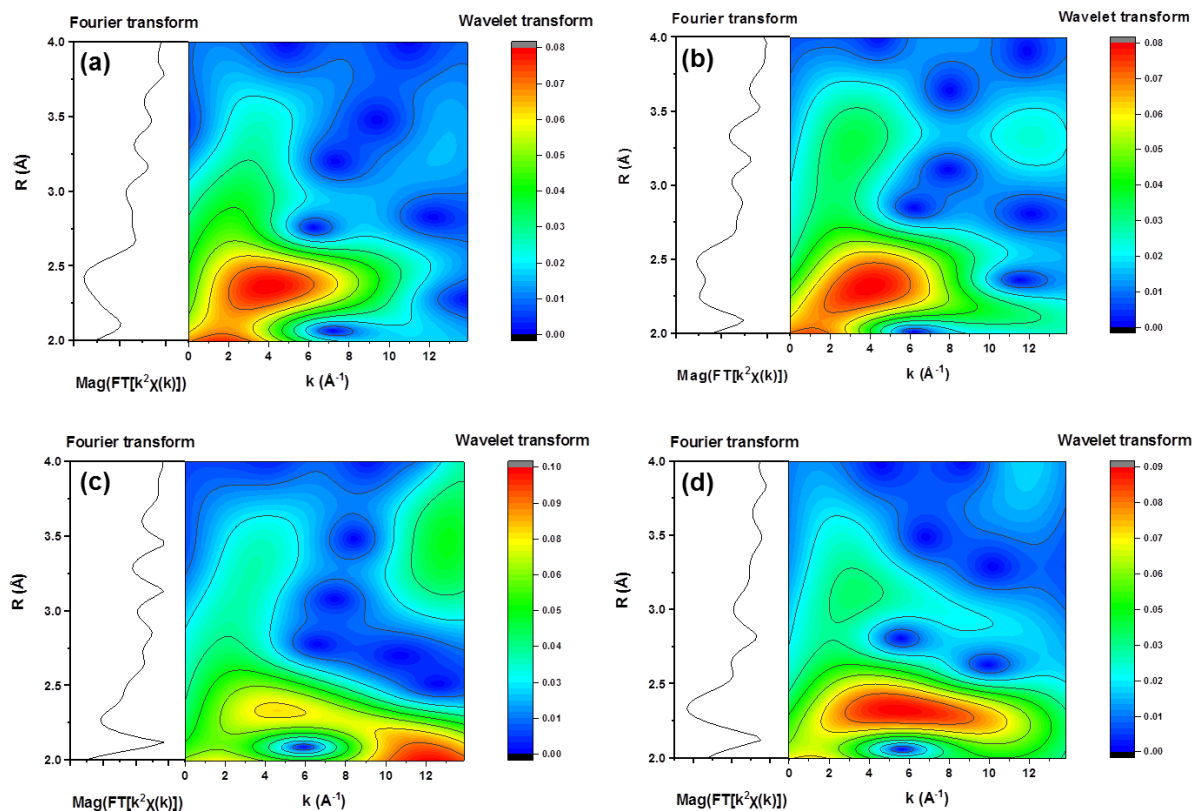 Fourier transform
Wavelet transform
(a)
4.0
3.5
3.0
2.5
2.0
R (Å)
0 2 4 6 8 10 12
0.08
0.07
0.06
0.05
0.04
0.03
0.02
0.01
0.00
Mag(FT[k²χ(k)])
k (Å⁻¹)
Fourier transform
Wavelet transform
(b)
4.0
3.5
3.0
2.5
2.0
R (Å)
0 2 4 6 8 10 12
0.08
0.07
0.06
0.05
0.04
0.03
0.02
0.01
0.00
Mag(FT[k²χ(k)])
k (Å⁻¹)
Fourier transform
Wavelet transform
(c)
4.0
3.5
3.0
2.5
2.0
R (Å)
0 2 4 6 8 10 12
0.10
0.09
0.08
0.07
0.06
0.05
0.04
0.03
0.02
0.01
0.00
Mag(FT[k²χ(k)])
k (Å⁻¹)
Fourier transform
Wavelet transform
(d)
4.0
3.5
3.0
2.5
2.0
R (Å)
0 2 4 6 8 10 12
0.09
0.08
0.07
0.06
0.05
0.04
0.03
0.02
0.01
0.00
Mag(FT[k²χ(k)])
k (Å⁻¹)